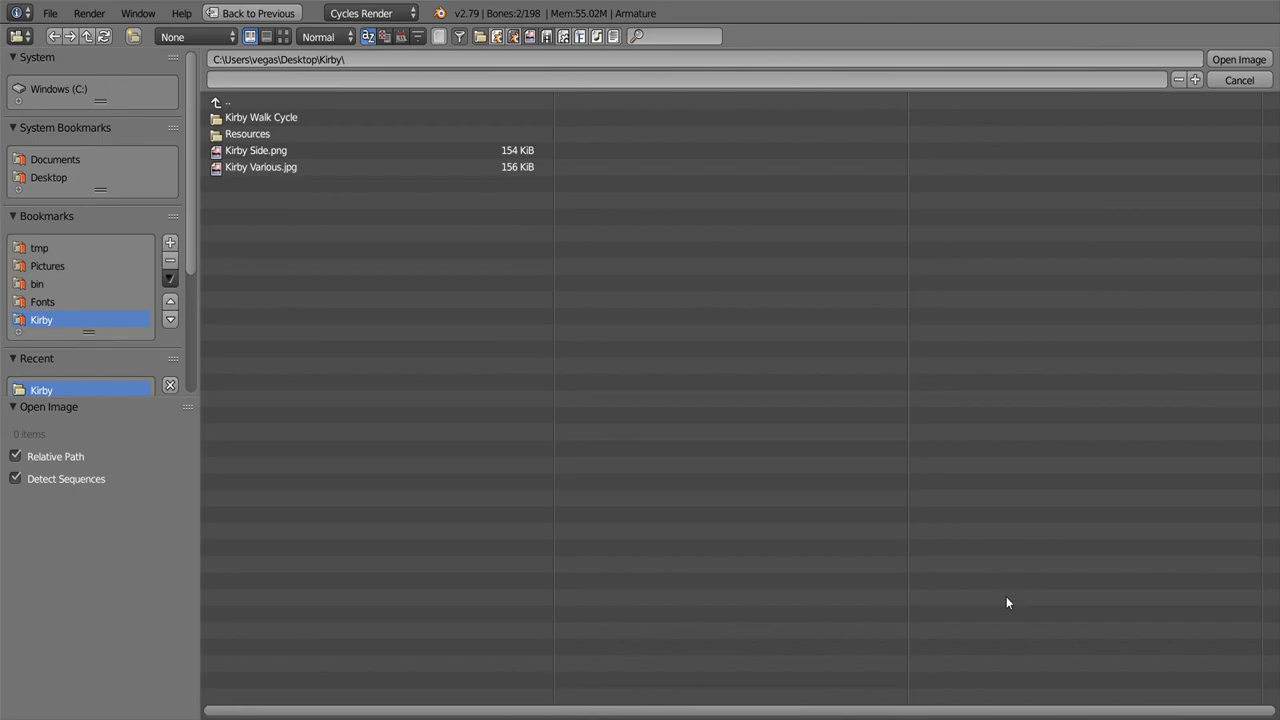 File Render Window Help Back to Previous Cycles Render v2.79 | Bones:2/198 | Mem:55.02M | Armature
None Normal
System
Windows (C:)
System Bookmarks
Documents
Desktop
Bookmarks
tmp
Pictures
bin
Fonts
Kirby
Recent
Kirby
Open Image
0 items
Relative Path
Detect Sequences
C:\Users\vegas\Desktop\Kirby\ Open Image
Cancel
..
Kirby Walk Cycle
Resources
Kirby Side.png 154 KiB
Kirby Various.jpg 156 KiB